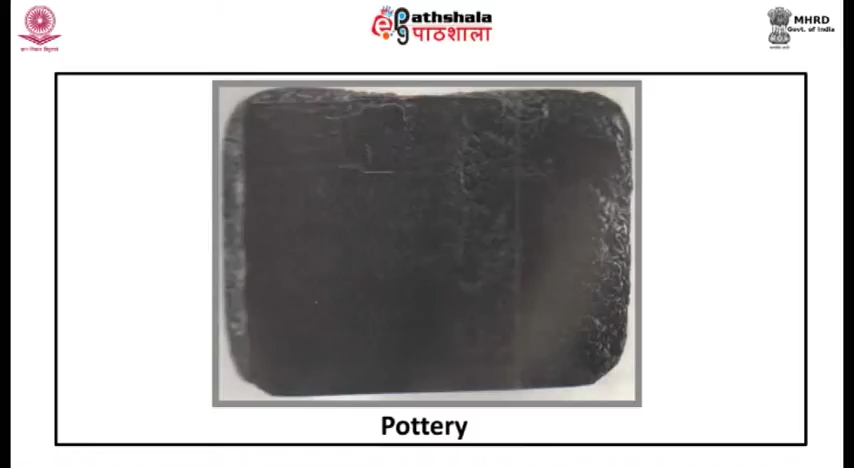 ePathshala
पाठशाला
MHRD
Govt. of India
Pottery